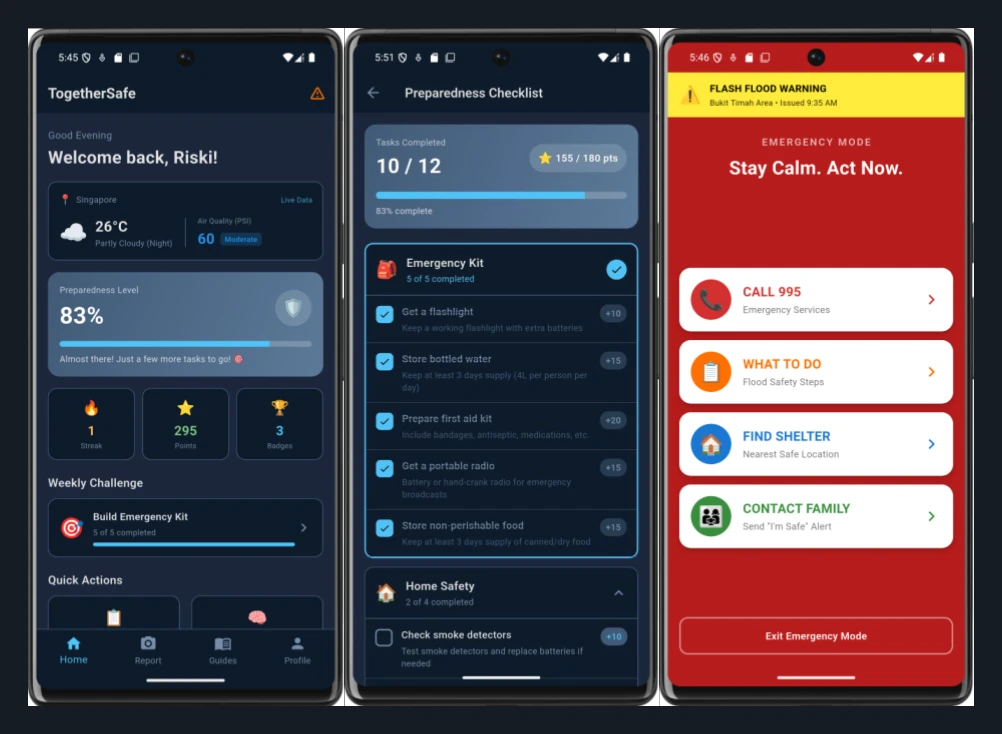 5:45
TogetherSafe
Good Evening
Welcome back, Riski!
Singapore
Live Data
26°C
Partly Cloudy (Night)
Air Quality (PSI)
60 Moderate
Preparedness Level
83%
Almost there! Just a few more tasks to go! 🎯
1
Streak
295
Points
3
Badges
Weekly Challenge
Build Emergency Kit
5 of 5 completed
Quick Actions
Home
Report
Guides
Profile
5:51
Preparedness Checklist
Tasks Completed
10 / 12
155 / 180 pts
83% complete
Emergency Kit
5 of 5 completed
Get a flashlight
+10
Keep a working flashlight with extra batteries
Store bottled water
+15
Keep at least 3 days supply (4L per person per
day)
Prepare first aid kit
+20
Include bandages, antiseptic, medications, etc.
Get a portable radio
+15
Battery or hand-crank radio for emergency
broadcasts
Store non-perishable food
+15
Keep at least 3 days supply of canned/dry food
Home Safety
2 of 4 completed
Check smoke detectors
+10
Test smoke detectors and replace batteries if
needed
5:46
FLASH FLOOD WARNING
Bukit Timah Area • Issued 9:35 AM
EMERGENCY MODE
Stay Calm. Act Now.
CALL 995
Emergency Services
WHAT TO DO
Flood Safety Steps
FIND SHELTER
Nearest Safe Location
CONTACT FAMILY
Send "I'm Safe" Alert
Exit Emergency Mode